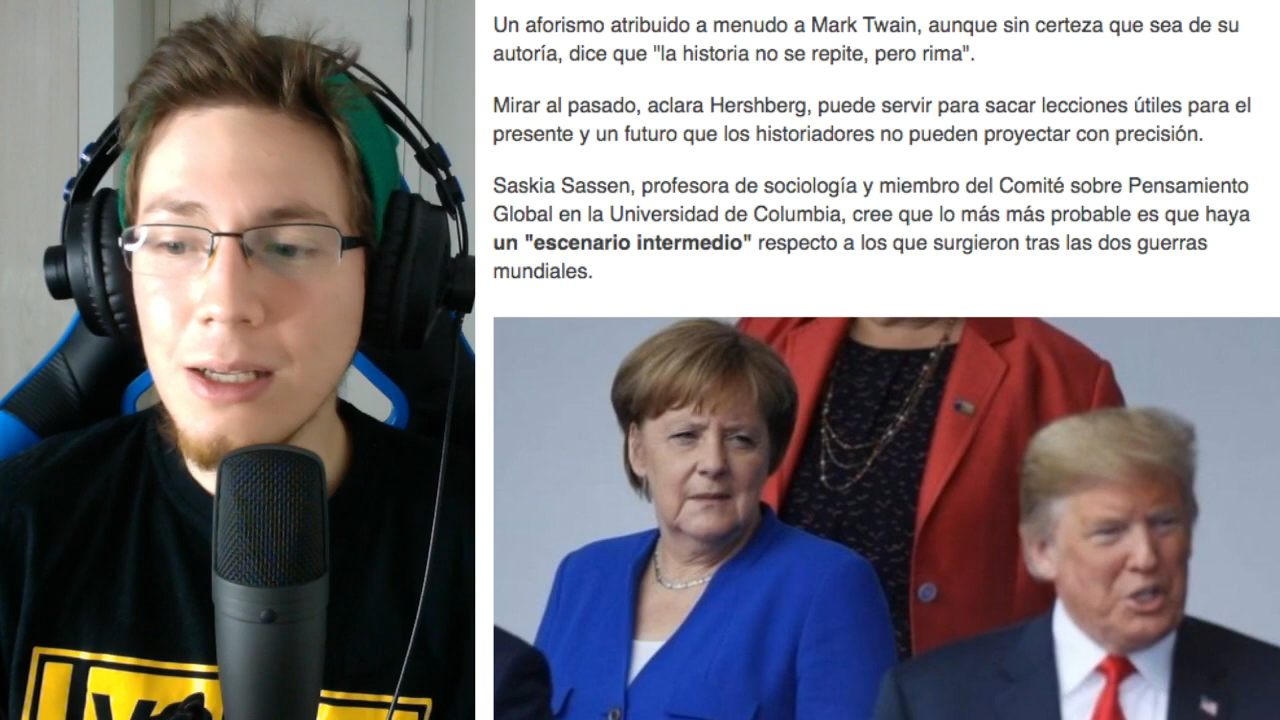 Un aforismo atribuido a menudo a Mark Twain, aunque sin certeza que sea de su
autoría, dice que "la historia no se repite, pero rima".
Mirar al pasado, aclara Hershberg, puede servir para sacar lecciones útiles para el
presente y un futuro que los historiadores no pueden proyectar con precisión.
Saskia Sassen, profesora de sociología y miembro del Comité sobre Pensamiento
Global en la Universidad de Columbia, cree que lo más más probable es que haya
un "escenario intermedio" respecto a los que surgieron tras las dos guerras
mundiales.